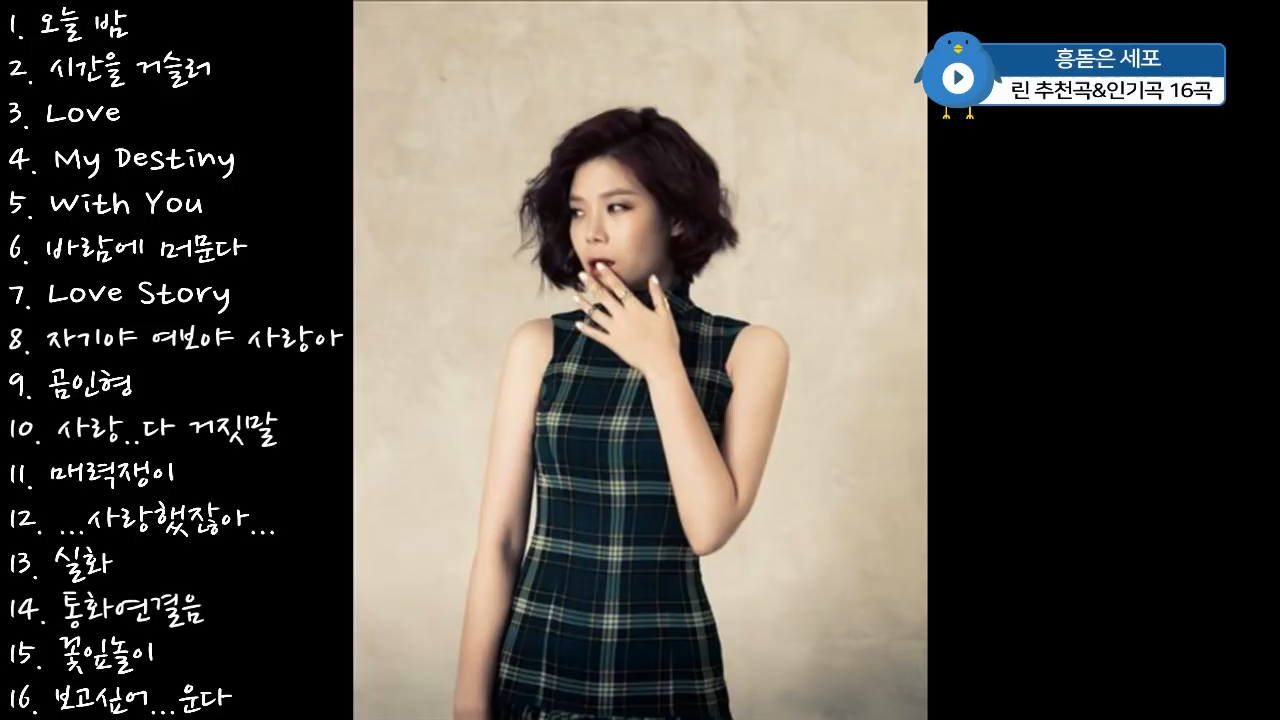 1. 오늘 밤
2. 시간을 거슬러
3. Love
4. My Destiny
5. With You
6. 바람에 머문다
7. Love Story
8. 자기야 여보야 사랑아
9. 곰인형
10. 사랑..다 거짓말
11. 매력쟁이
12. ...사랑했잖아...
13. 실화
14. 통화연결음
15. 꽃잎놀이
16. 보고싶어...운다
흥돋은 세포
린 추천곡&인기곡 16곡